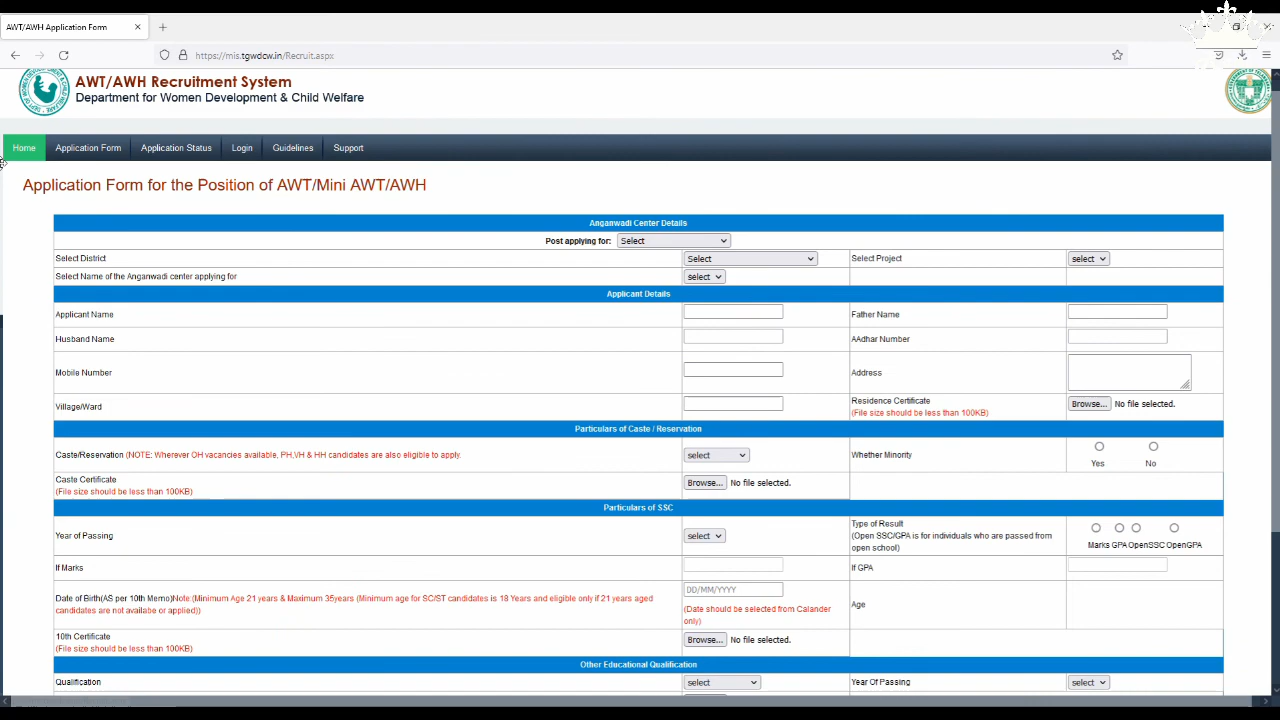 AWT/AWH Application Form
https://mis.tgwdcw.in/Recruit.aspx
AWT/AWH Recruitment System
Department for Women Development & Child Welfare
Home Application Form Application Status Login Guidelines Support
Application Form for the Position of AWT/Mini AWT/AWH
Anganwadi Center Details
Post applying for: Select
Select District Select Select Project select
Select Name of the Anganwadi center applying for select
Applicant Details
Applicant Name Father Name
Husband Name AAdhar Number
Mobile Number Address
Village/Ward Residence Certificate Browse... No file selected.
(File size should be less than 100KB)
Particulars of Caste / Reservation
Caste/Reservation (NOTE: Wherever OH vacancies available, PH,VH & HH candidates are also eligible to apply. select Whether Minority
Yes No
Caste Certificate Browse... No file selected.
(File size should be less than 100KB)
Particulars of SSC
Year of Passing select Type of Result
(Open SSC/GPA is for individuals who are passed from open school)
Marks GPA OpenSSC OpenGPA
If Marks If GPA
Date of Birth(AS per 10th Memo)Note:(Minimum Age 21 years & Maximum 35years (Minimum age for SC/ST candidates is 18 Years and eligible only if 21 years aged
candidates are not availabe or applied))
DD/MM/YYYY
(Date should be selected from Calander
only)
Age
10th Certificate Browse... No file selected.
(File size should be less than 100KB)
Other Educational Qualification
Qualification select Year Of Passing select